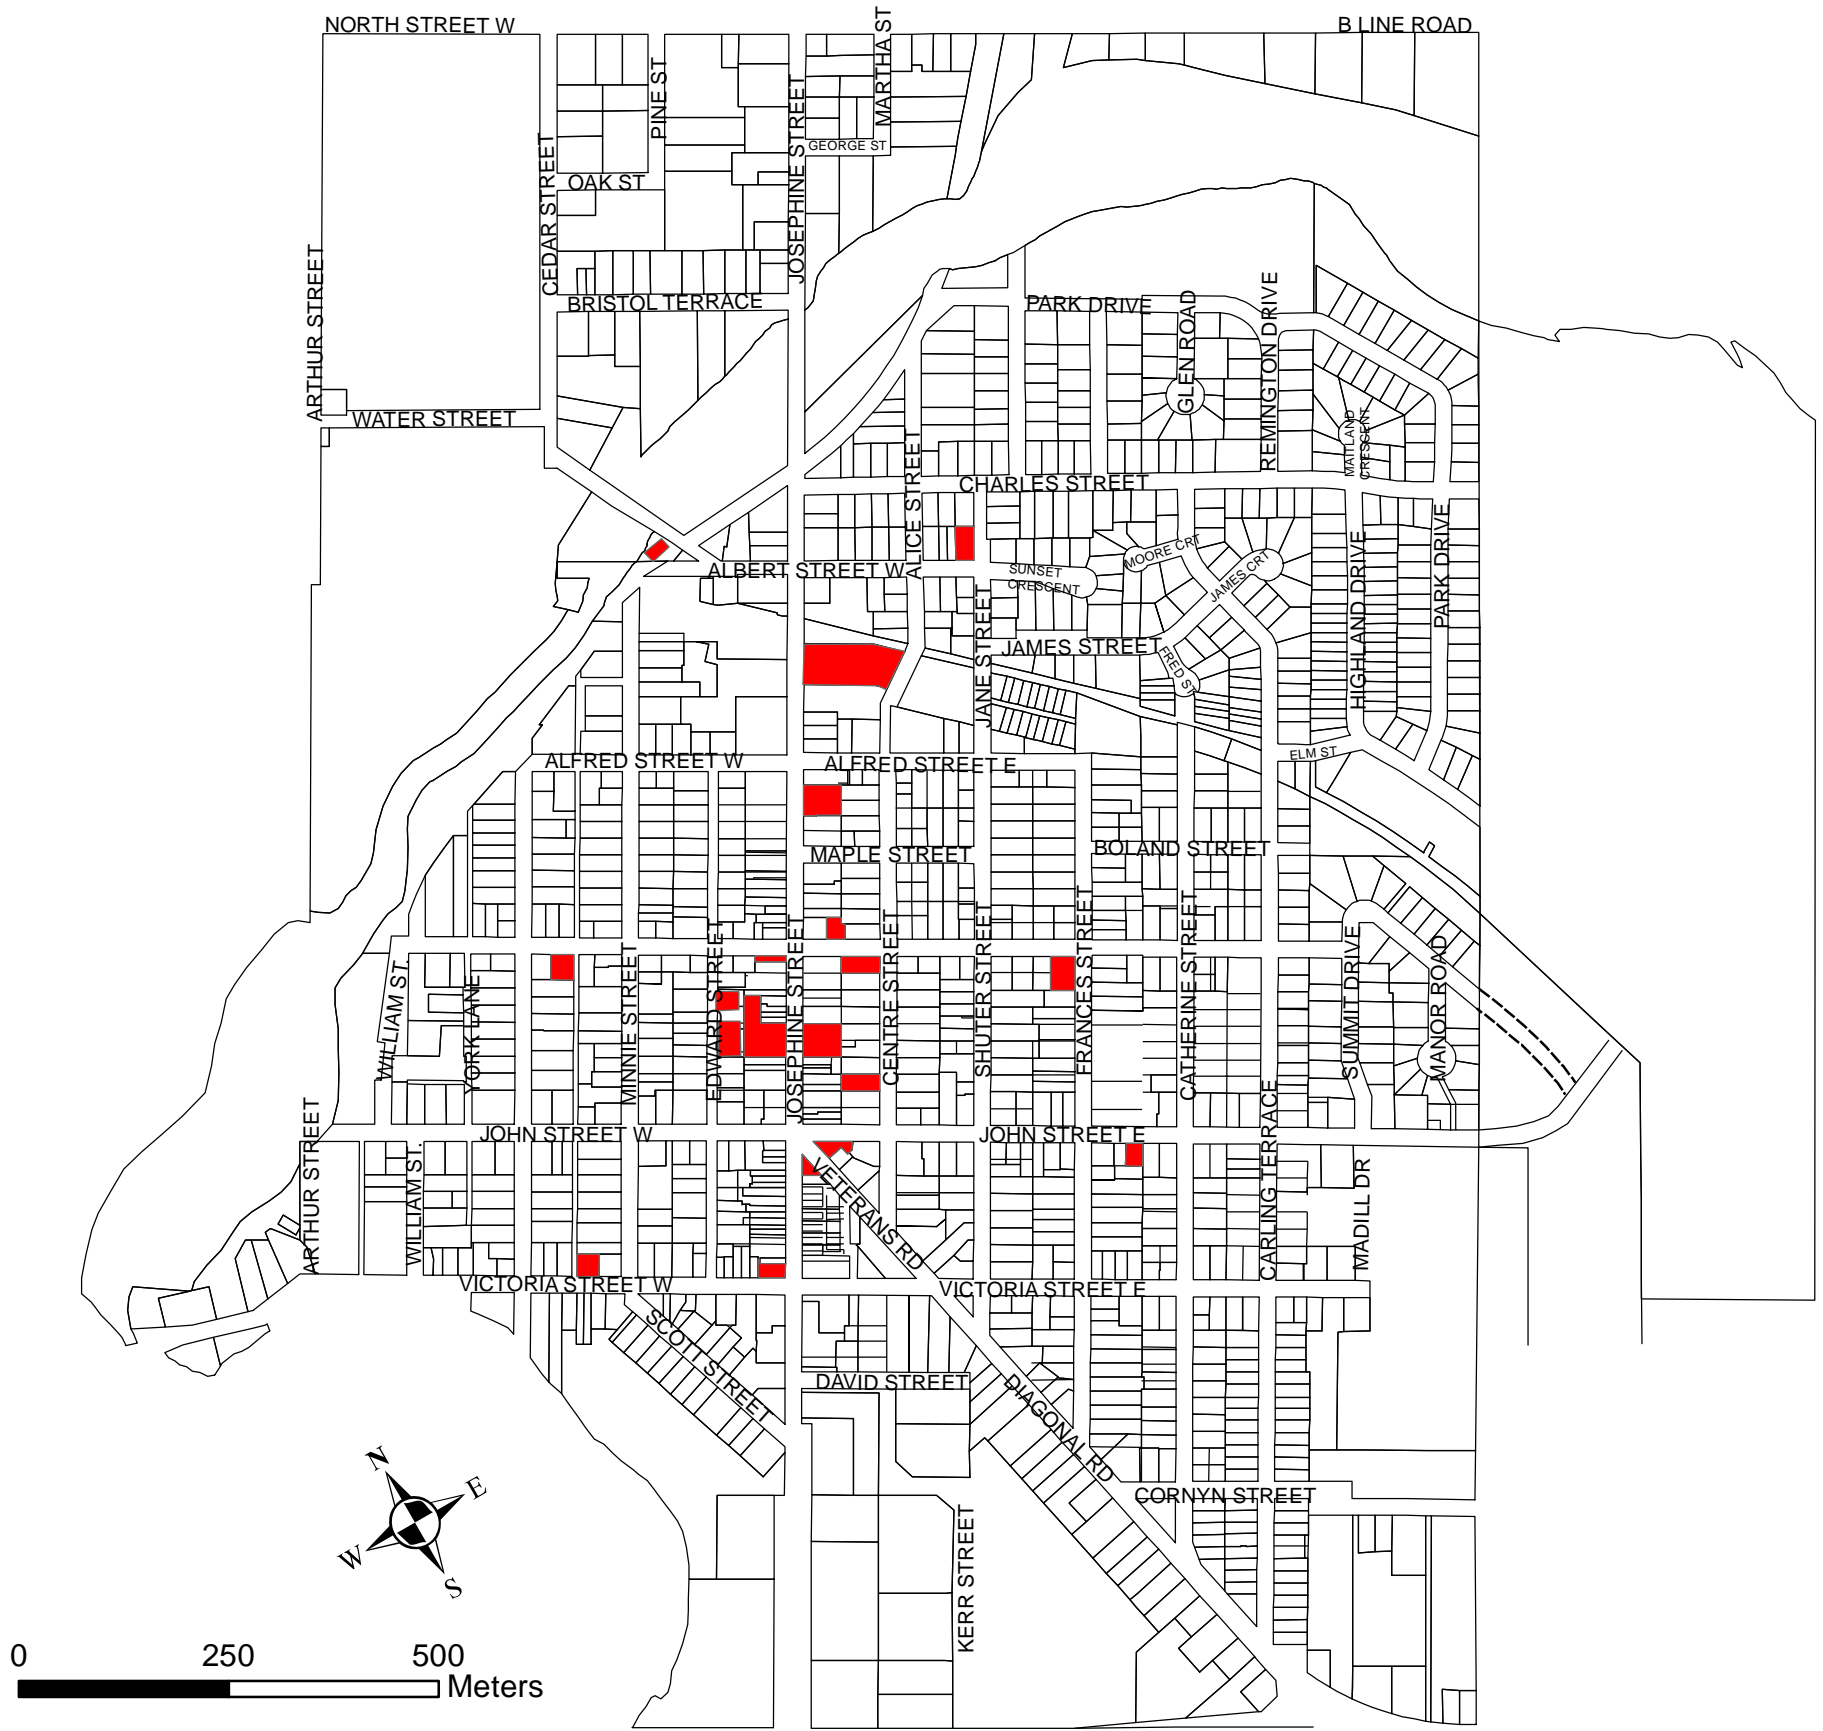 NORTH STREET W
B LINE ROAD
MARTHA ST
PINE ST
JOSEPHINE STREET
GEORGE ST
CEDAR STREET
OAK ST
ARTHUR STREET
BRISTOL TERRACE
PARK DRIVE
GLEN ROAD
REMINGTON DRIVE
WATER STREET
MAITLAND
CRESCENT
ALICE STREET
CHARLES STREET
PARK DRIVE
HIGHLAND DRIVE
MOORE CRT
JAMES CRT
ALBERT STREET W
SUNSET
CRESCENT
JANE STREET
JAMES STREET
FRED ST
ELM ST
ALFRED STREET W
ALFRED STREET E
MAPLE STREET
BOLAND STREET
WILLIAM ST.
YORK LANE
MINNIE STREET
EDWARD STREET
JOSEPHINE STREET
CENTRE STREET
SHUTER STREET
FRANCES STREET
CATHERINE STREET
SUMMIT DRIVE
MANOR ROAD
JOHN STREET W
JOHN STREET E
ARTHUR STREET
WILLIAM ST.
VETERANS RD
CARLING TERRACE
MADILL DR
VICTORIA STREET W
VICTORIA STREET E
SCOTT STREET
DAVID STREET
DIAGONAL RD
CORNYN STREET
KERR STREET
N
E
W
S
0 250 500
Meters